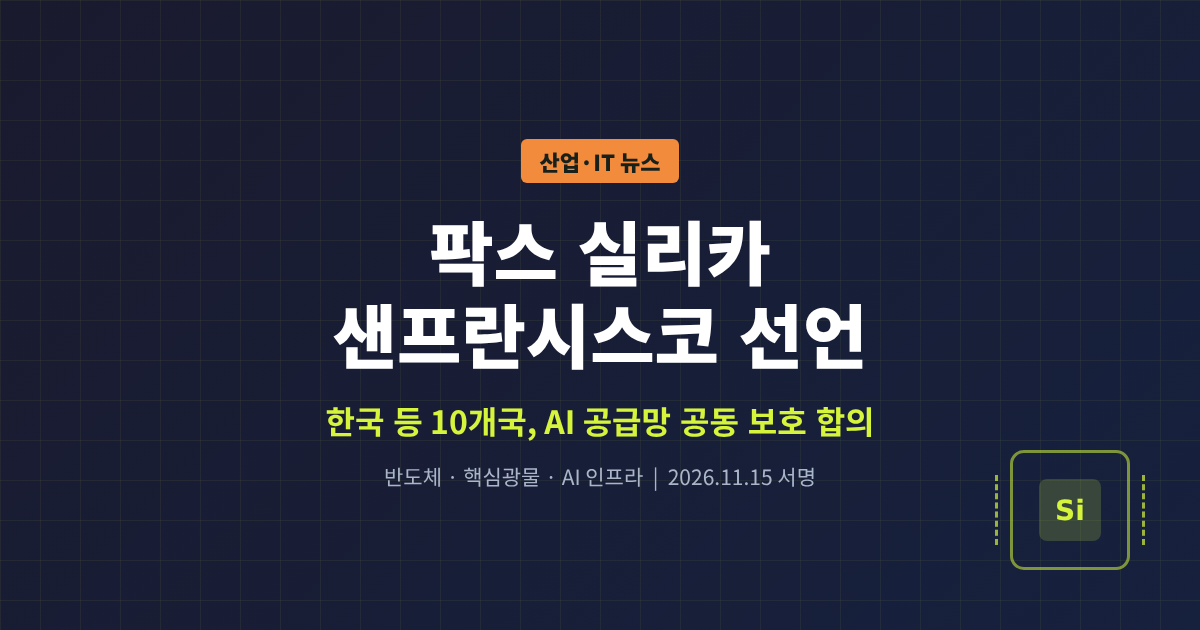 산업·IT 뉴스
팍스 실리카
샌프란시스코 선언
한국 등 10개국, AI 공급망 공동 보호 합의
반도체 · 핵심광물 · AI 인프라 | 2026.11.15 서명
Si